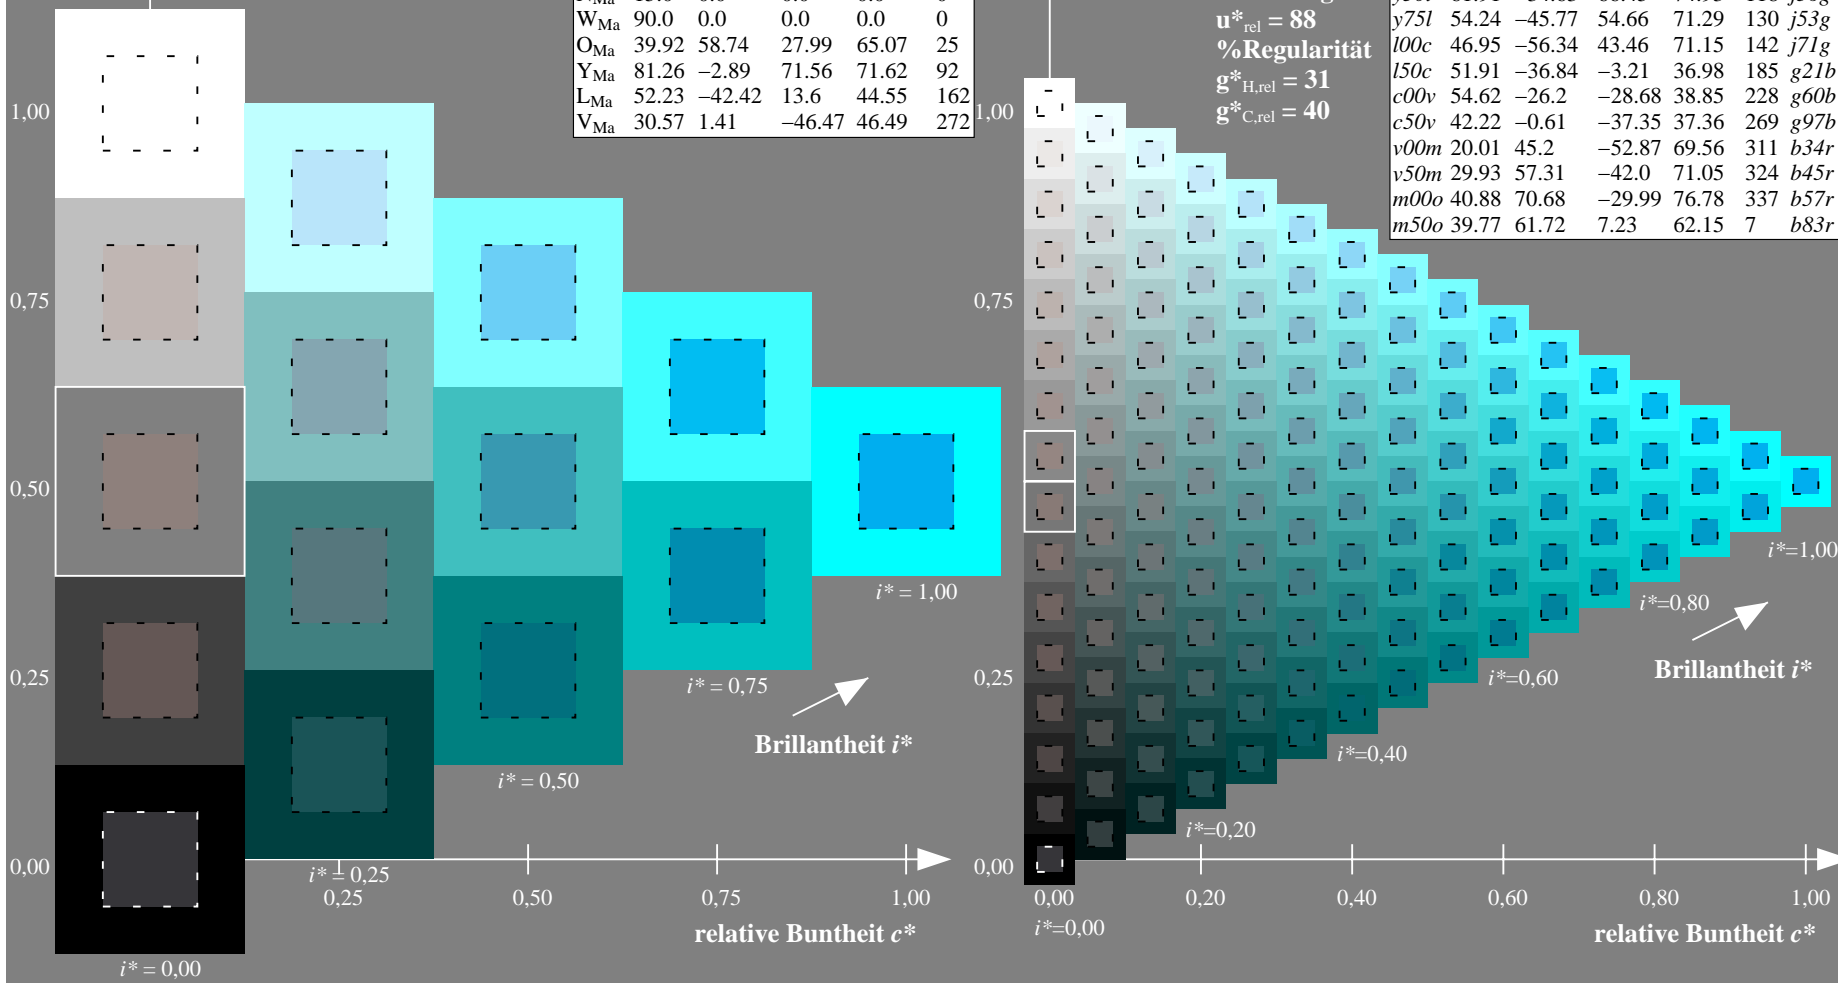 W_Ma 90.0 0.0 0.0 0.0 0
O_Ma 39.92 58.74 27.99 65.07 25
Y_Ma 81.26 −2.89 71.56 71.62 92
L_Ma 52.23 −42.42 13.6 44.55 162
V_Ma 30.57 1.41 −46.47 46.49 272
u*rel = 88
%Regularität
g*H,rel = 31
g*C,rel = 40
y75l 54.24 −45.77 54.66 71.29 130 j53g
l00c 46.95 −56.34 43.46 71.15 142 j71g
l50c 51.91 −36.84 −3.21 36.98 185 g21b
c00v 54.62 −26.2 −28.68 38.85 228 g60b
c50v 42.22 −0.61 −37.35 37.36 269 g97b
v00m 20.01 45.2 −52.87 69.56 311 b34r
v50m 29.93 57.31 −42.0 71.05 324 b45r
m00o 40.88 70.68 −29.99 76.78 337 b57r
m50o 39.77 61.72 7.23 62.15 7 b83r
1,00
0,75
0,50
0,25
0,00
i* = 1,00
i* = 0,75
Brillantheit i*
i* = 0,50
i* = 0,25
0,25 0,50 0,75 1,00
relative Buntheit c*
i* = 0,00
1,00
0,75
0,50
0,25
0,00
i*=1,00
i*=0,80
Brillantheit i*
i*=0,60
i*=0,40
i*=0,20
0,00 0,20 0,40 0,60 0,80 1,00
i*=0,00
relative Buntheit c*